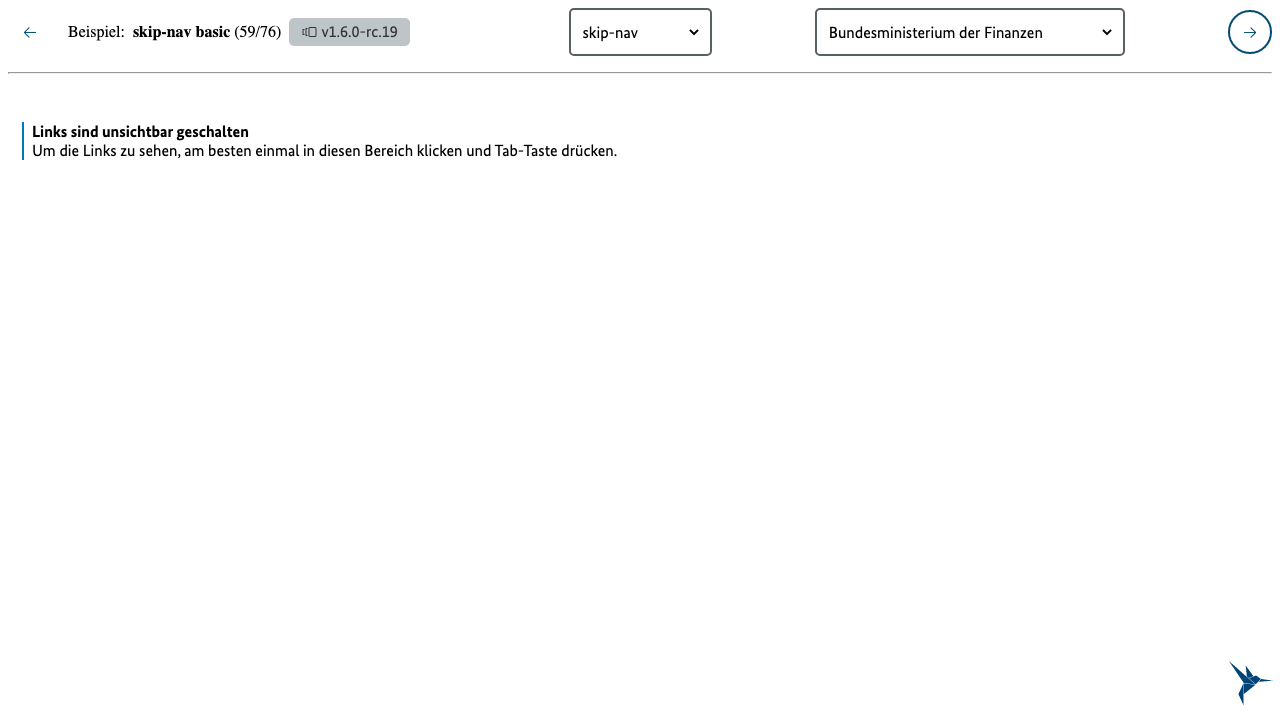 Beispiel: skip-nav basic (59/76) v1.6.0-rc.19 skip-nav Bundesministerium der Finanzen
Links sind unsichtbar geschalten
Um die Links zu sehen, am besten einmal in diesen Bereich klicken und Tab-Taste drücken.